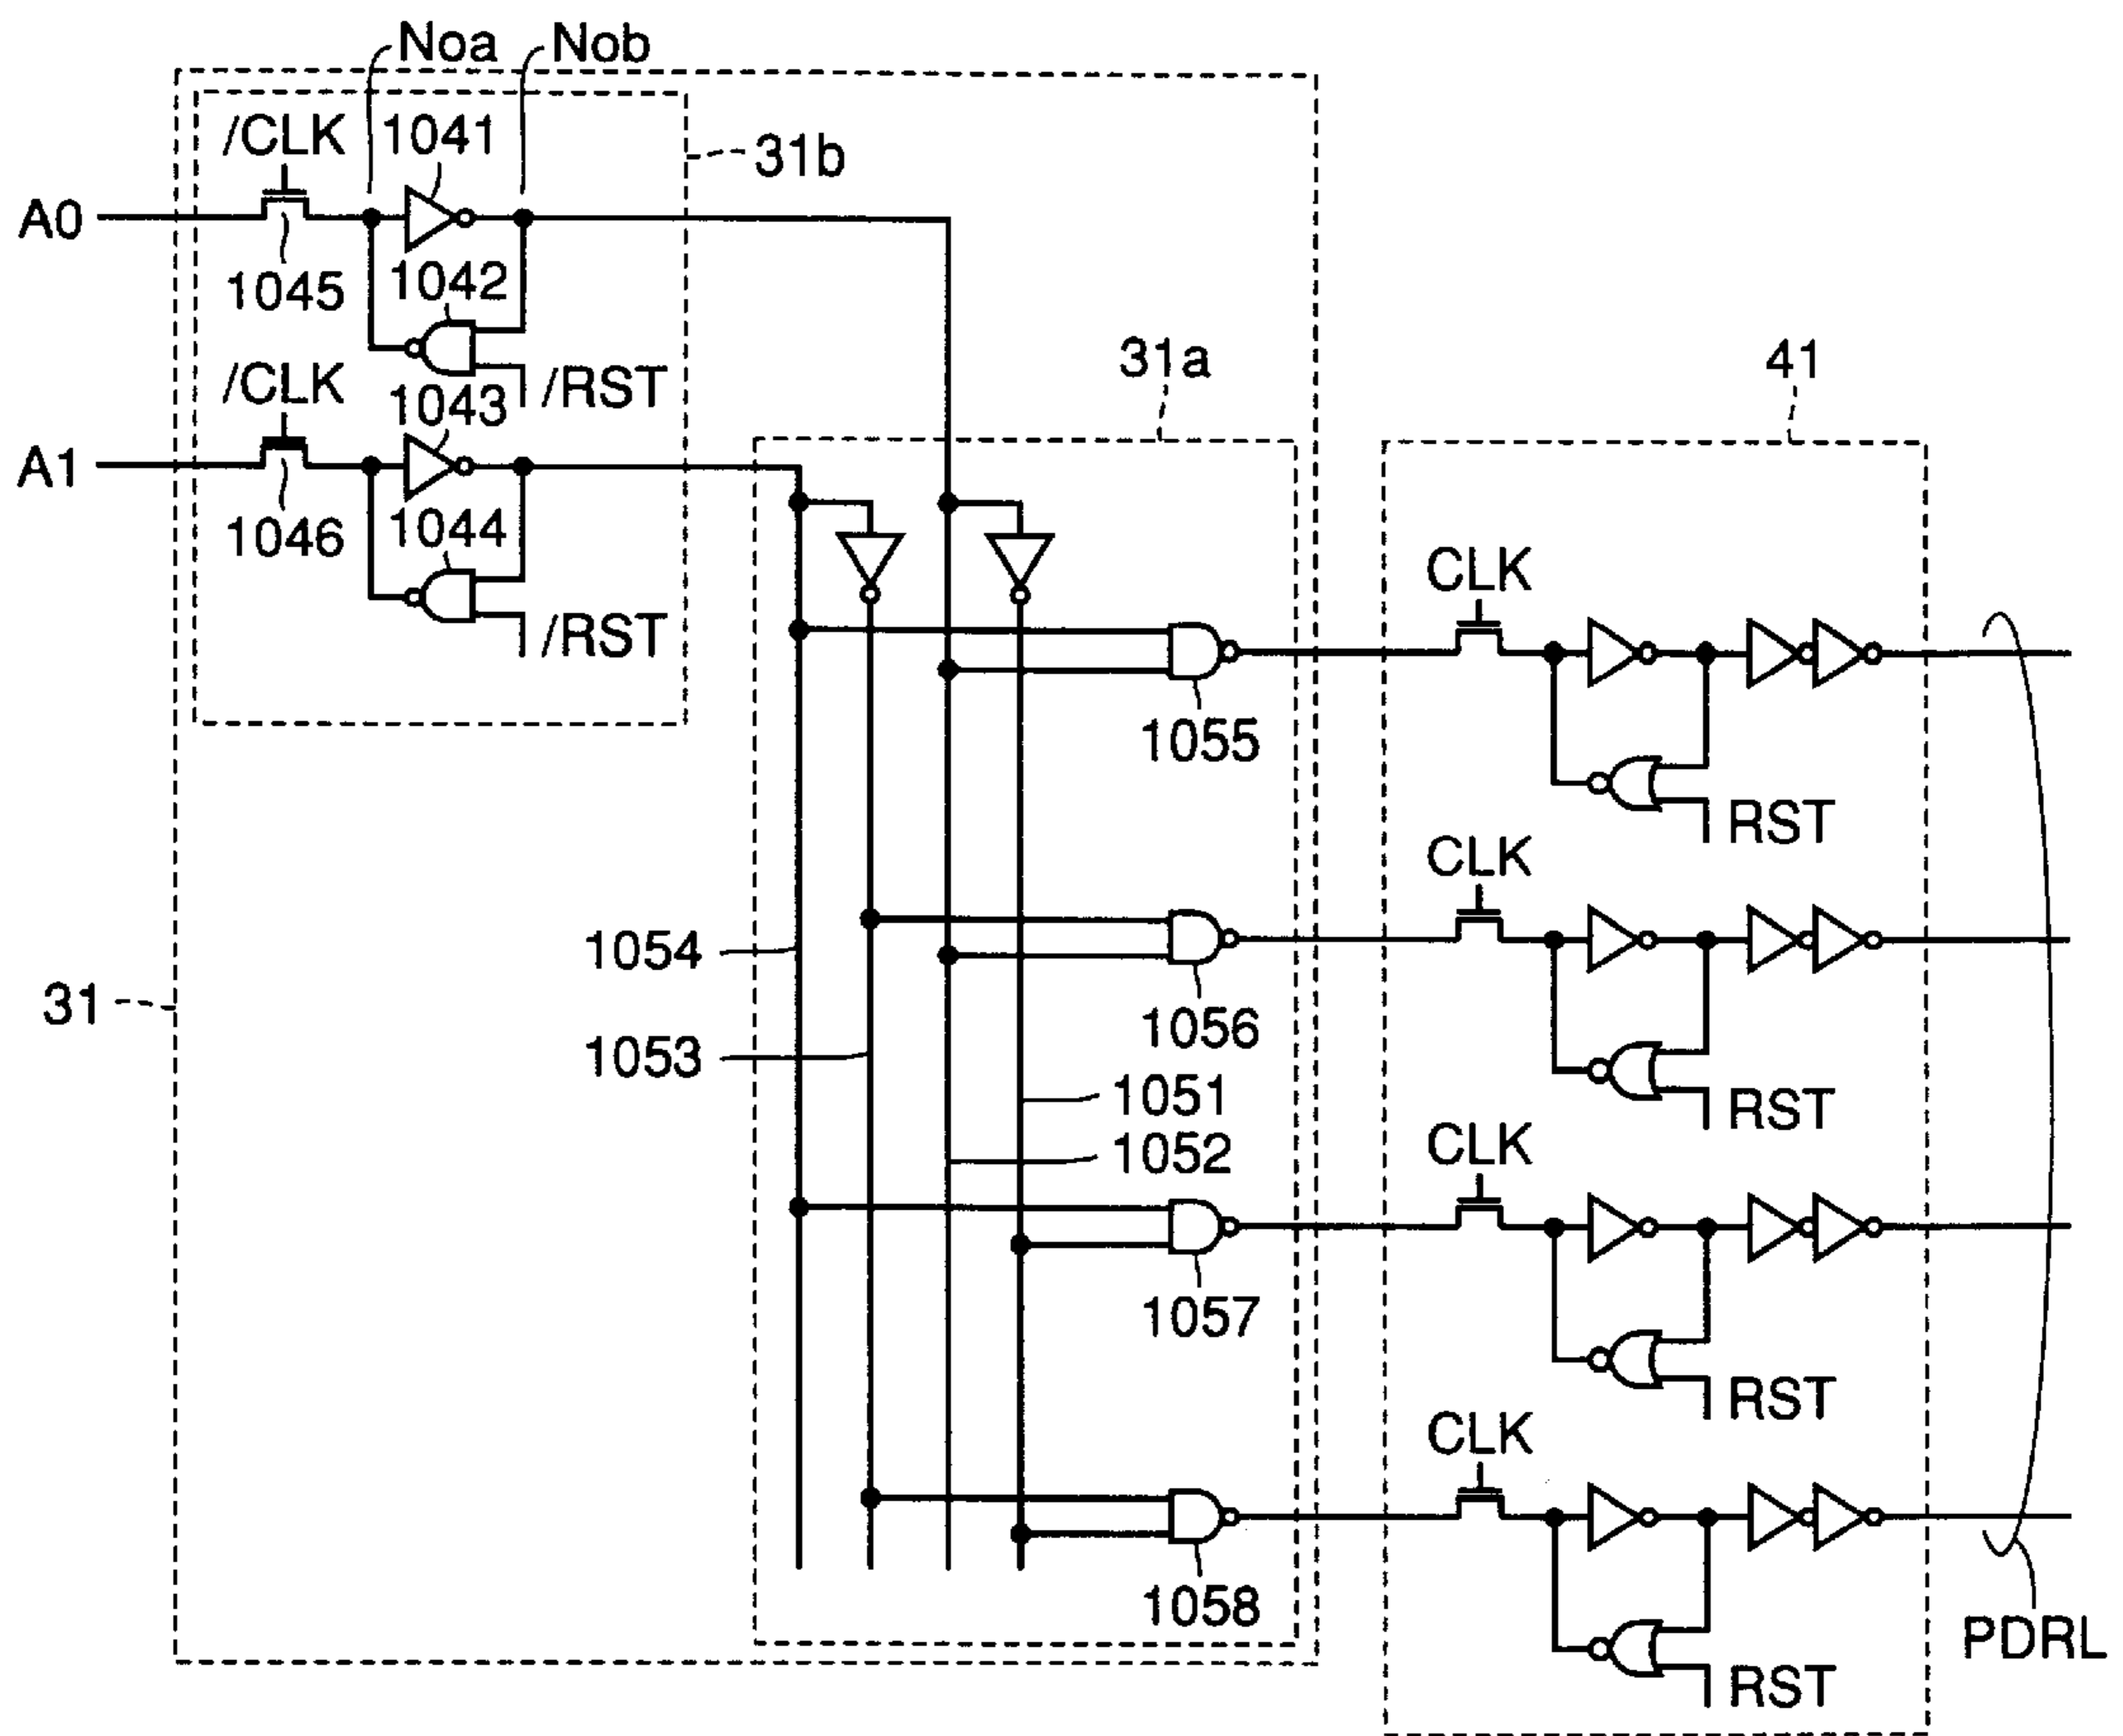 Noa Nob
/CLK 1041
31b
A0
1045 1042
/RST
/CLK 1043
31a
41
A1
1046 1044
/RST
CLK
1055
RST
CLK
1054
31
1056
1053
1051
RST
1052
CLK
1057
RST
CLK
1058
PDRL
RST